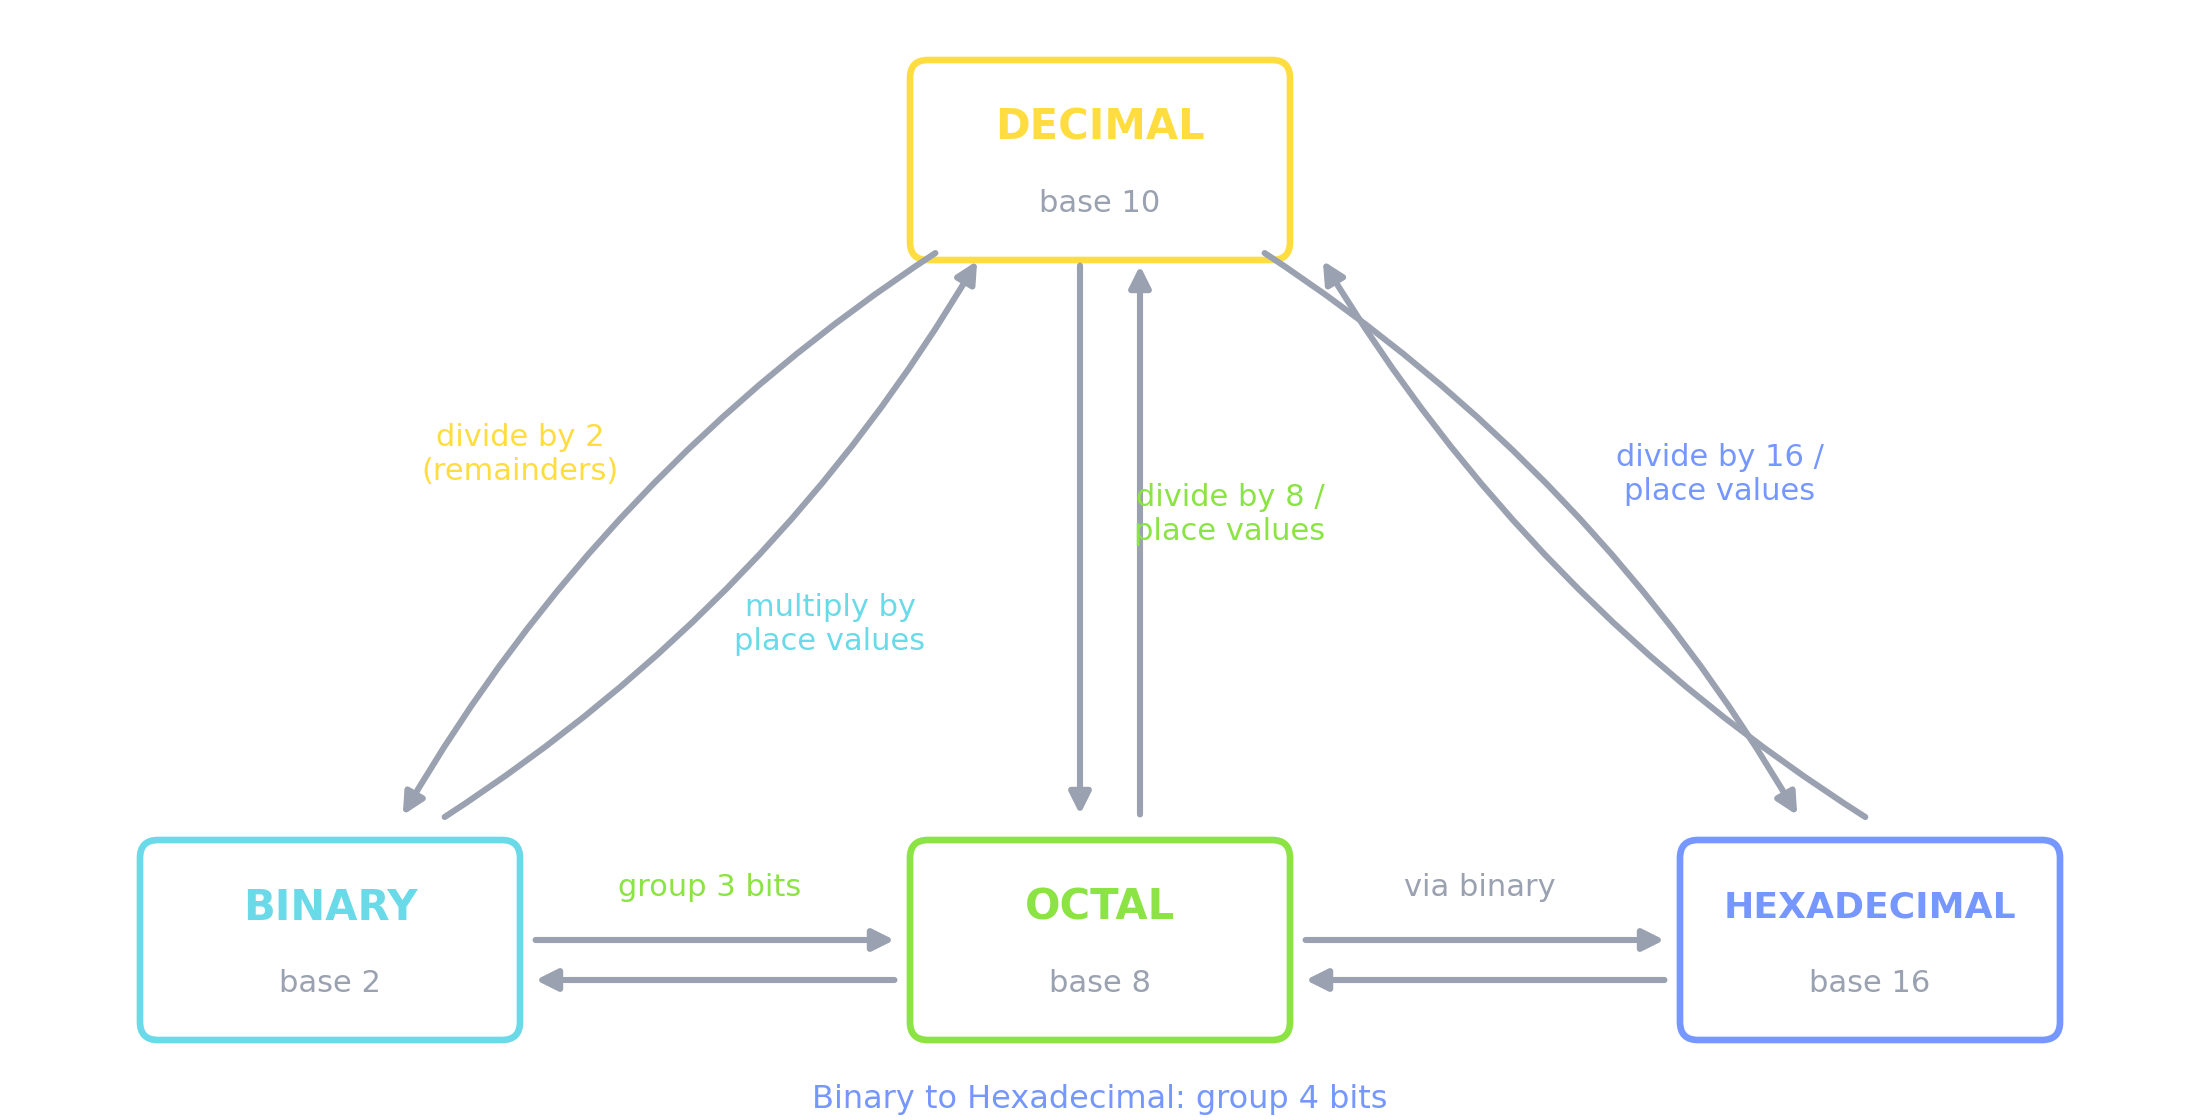 DECIMAL
base 10
divide by 2
(remainders)
divide by 16 /
place values
divide by 8 /
place values
multiply by
place values
group 3 bits
via binary
BINARY
base 2
OCTAL
base 8
HEXADECIMAL
base 16
Binary to Hexadecimal: group 4 bits